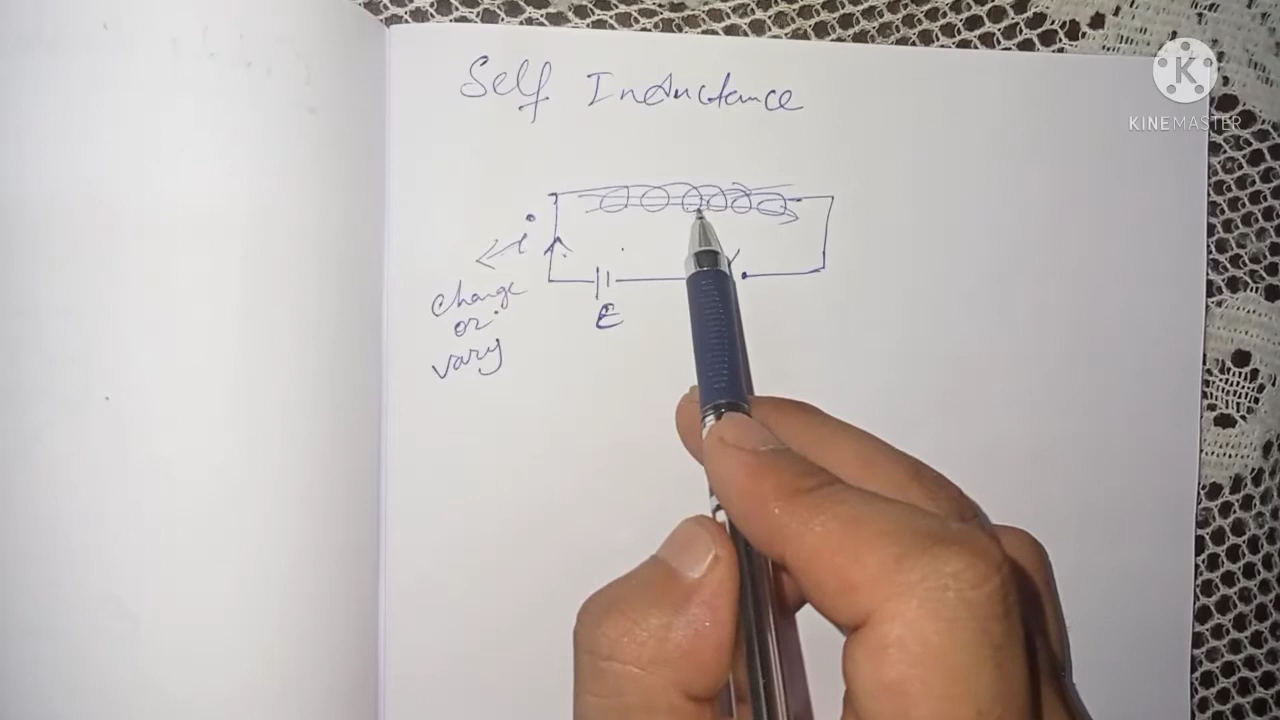 Self Inductance
K
KINEMASTER
i
change
or
vary
E